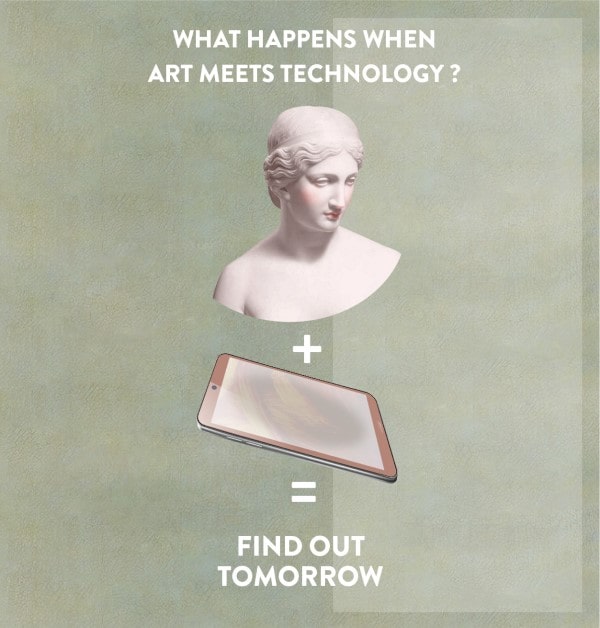 WHAT HAPPENS WHEN
ART MEETS TECHNOLOGY ?
+
=
FIND OUT
TOMORROW